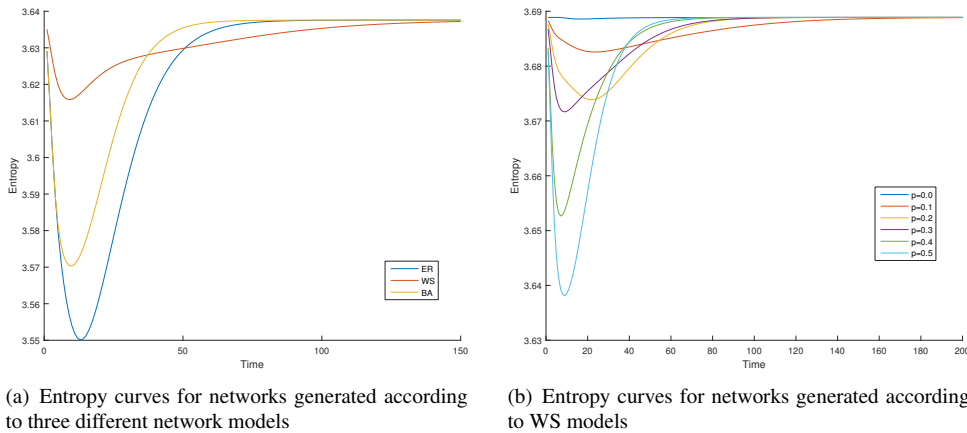 3.64
3.63
3.62
3.61
3.6
3.59
3.58
3.57
3.56
3.55
Entropy
0
50
100
150
Time
ER
WS
BA
3.69
3.68
3.67
3.66
3.65
3.64
3.63
Entropy
0
20
40
60
80
100
120
140
160
180
200
Time
p=0.0
p=0.1
p=0.2
p=0.3
p=0.4
p=0.5
(a) Entropy curves for networks generated according
to three different network models
(b) Entropy curves for networks generated according
to WS models